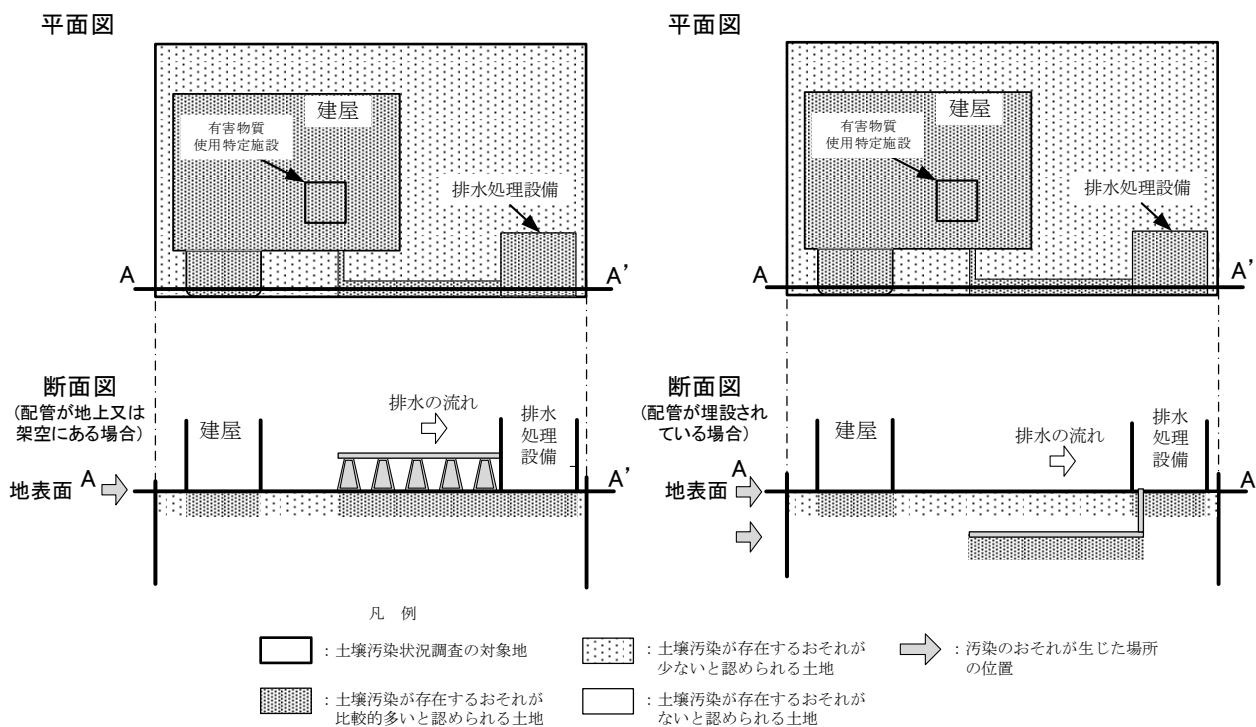 平面図
建屋
有害物質
使用特定施設
排水処理設備
A
A’
断面図
(配管が地上又は
架空にある場合)
建屋
排水の流れ
排水
処理
設備
地表面
A
A’
平面図
建屋
有害物質
使用特定施設
排水処理設備
A
A’
断面図
(配管が埋設され
ている場合)
建屋
排水の流れ
排水
処理
設備
地表面
A
A
凡 例
:土壌汚染状況調査の対象地
:土壌汚染が存在するおそれが
比較的多いと認められる土地
:土壌汚染が存在するおそれが
少ないと認められる土地
:土壌汚染が存在するおそれが
ないと認められる土地
:汚染のおそれが生じた場所
の位置